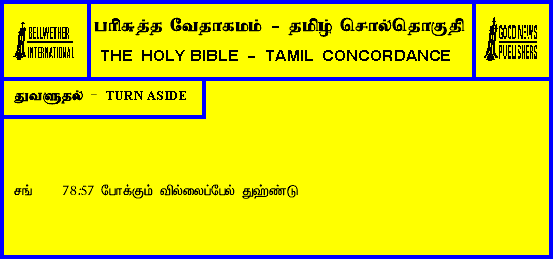 BELLWETHER
INTERNATIONAL
பரிசுத்த வேதாகமம் - தமிழ் சொல்தொகுதி
THE HOLY BIBLE - TAMIL CONCORDANCE
GOOD NEWS
PUBLISHERS
துவளுதல் - TURN ASIDE
சங் 78:57 போக்கும் வில்லைப்போல் துஹ்ண்டு